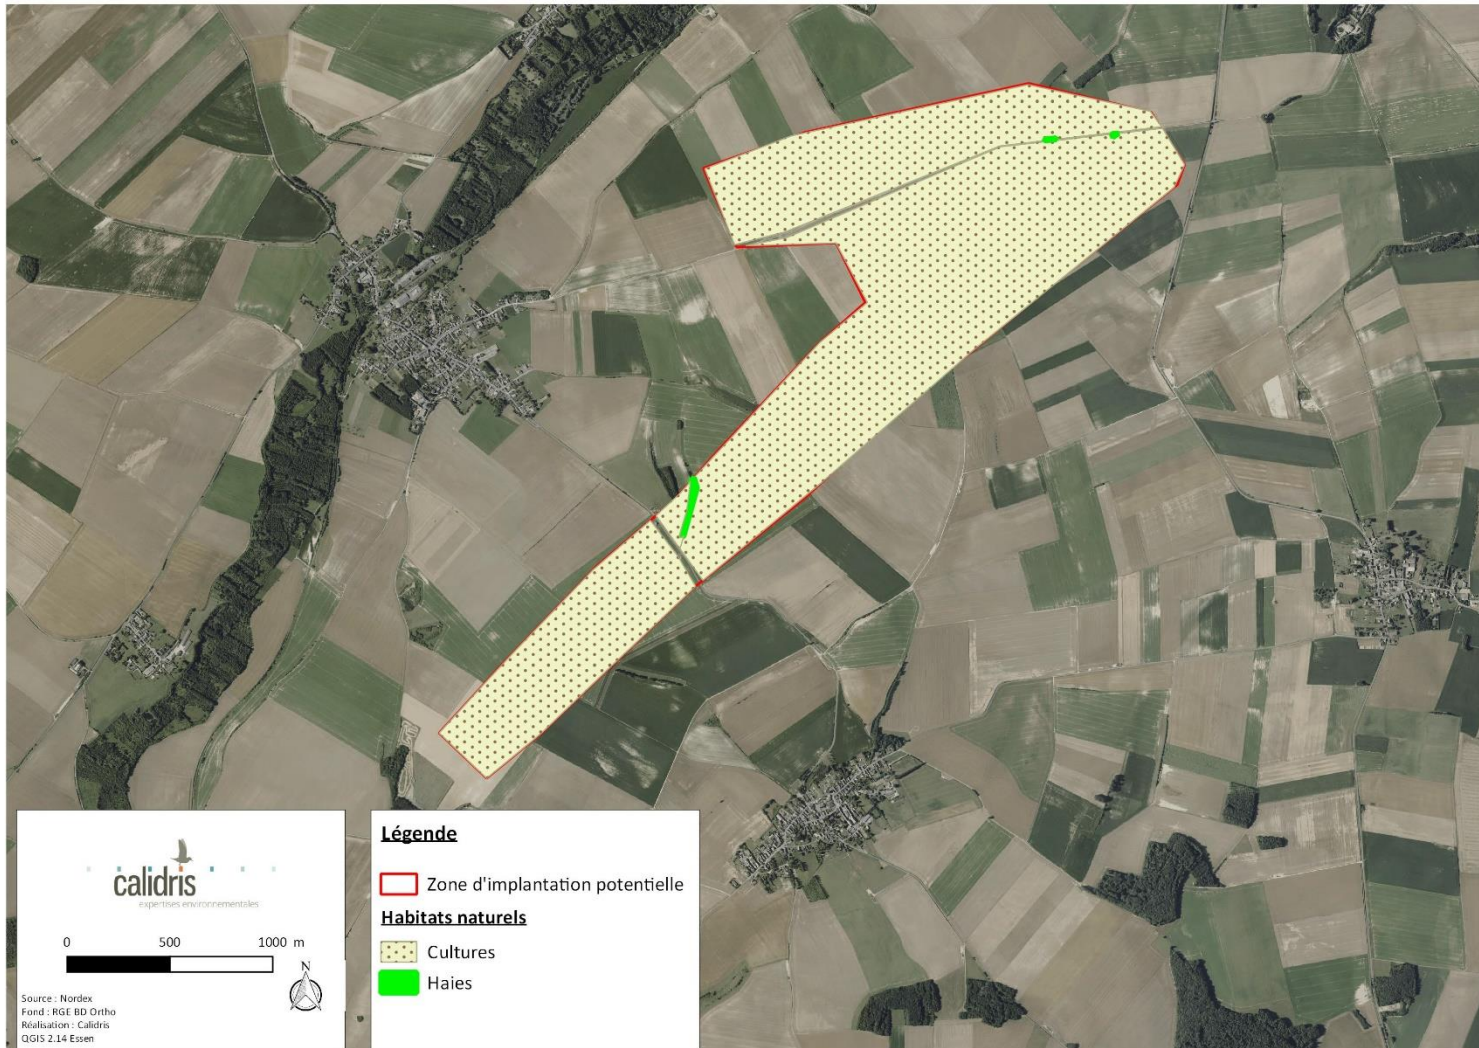 calidris
expertises environnementales
0 500 1000 m
N
Source : Nordex
Fond : RGE BD Ortho
Réalisation : Calidris
QGIS 2.14 Essen
Légende
Zone d'implantation potentielle
Habitats naturels
Cultures
Haies